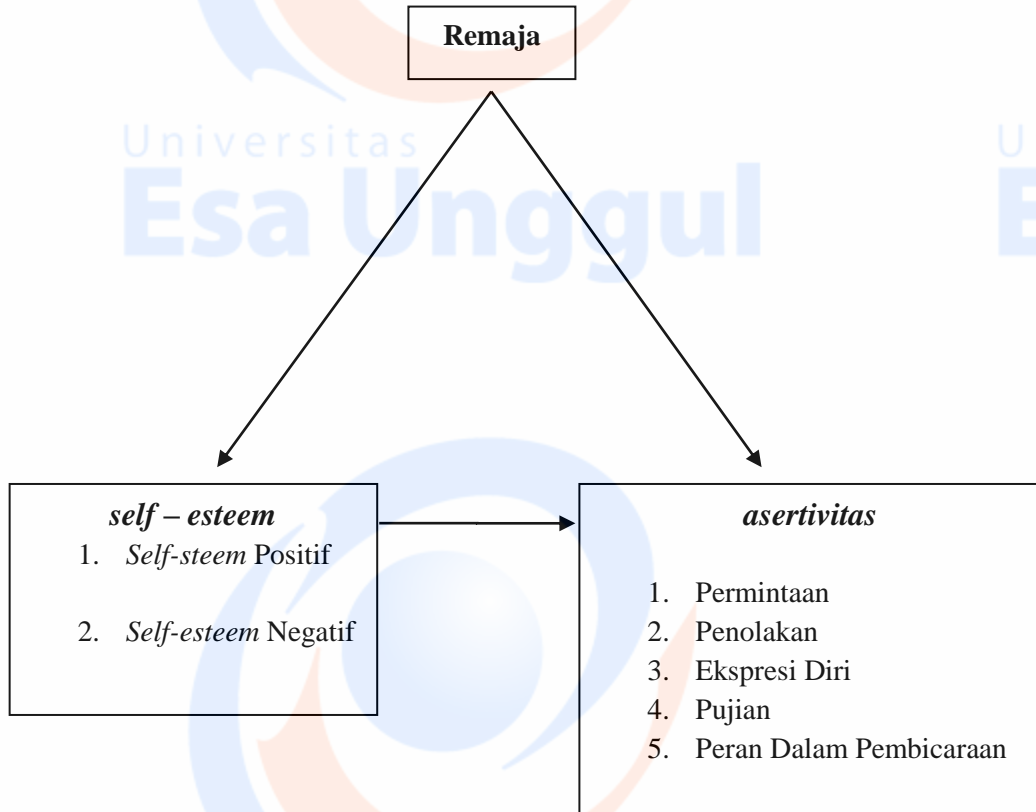 Remaja
Universitas
Esa Unggul
U
E
self – esteem
1. Self-steem Positif
2. Self-esteem Negatif
asertivitas
1. Permintaan
2. Penolakan
3. Ekspresi Diri
4. Pujian
5. Peran Dalam Pembicaraan